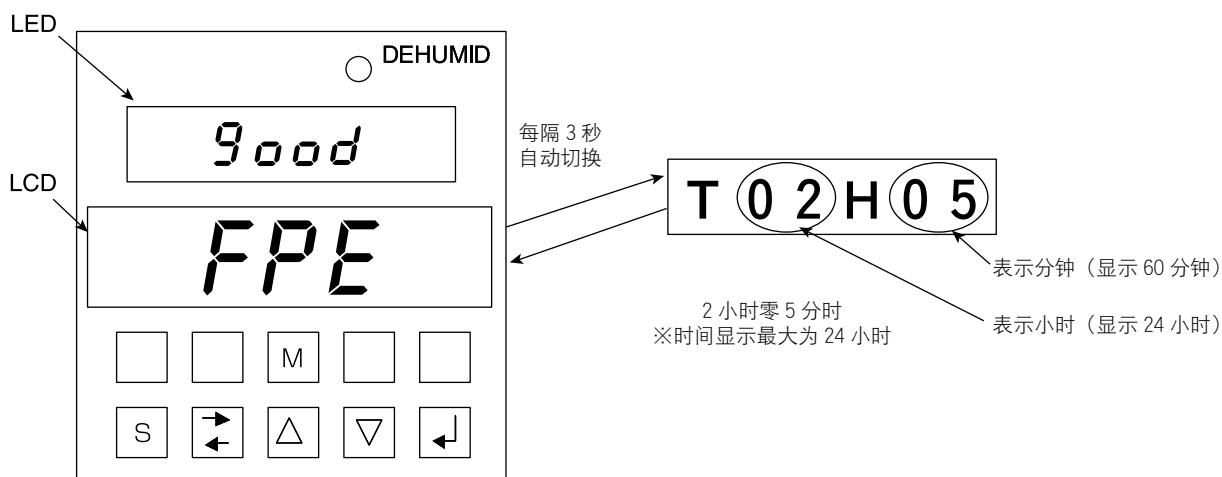 LED
DEHUMID
good
LCD
FPE
M
S
每隔 3 秒
自动切换
T 0 2 H 0 5
表示分钟（显示 60 分钟）
表示小时（显示 24 小时）
2 小时零 5 分时
※时间显示最大为 24 小时